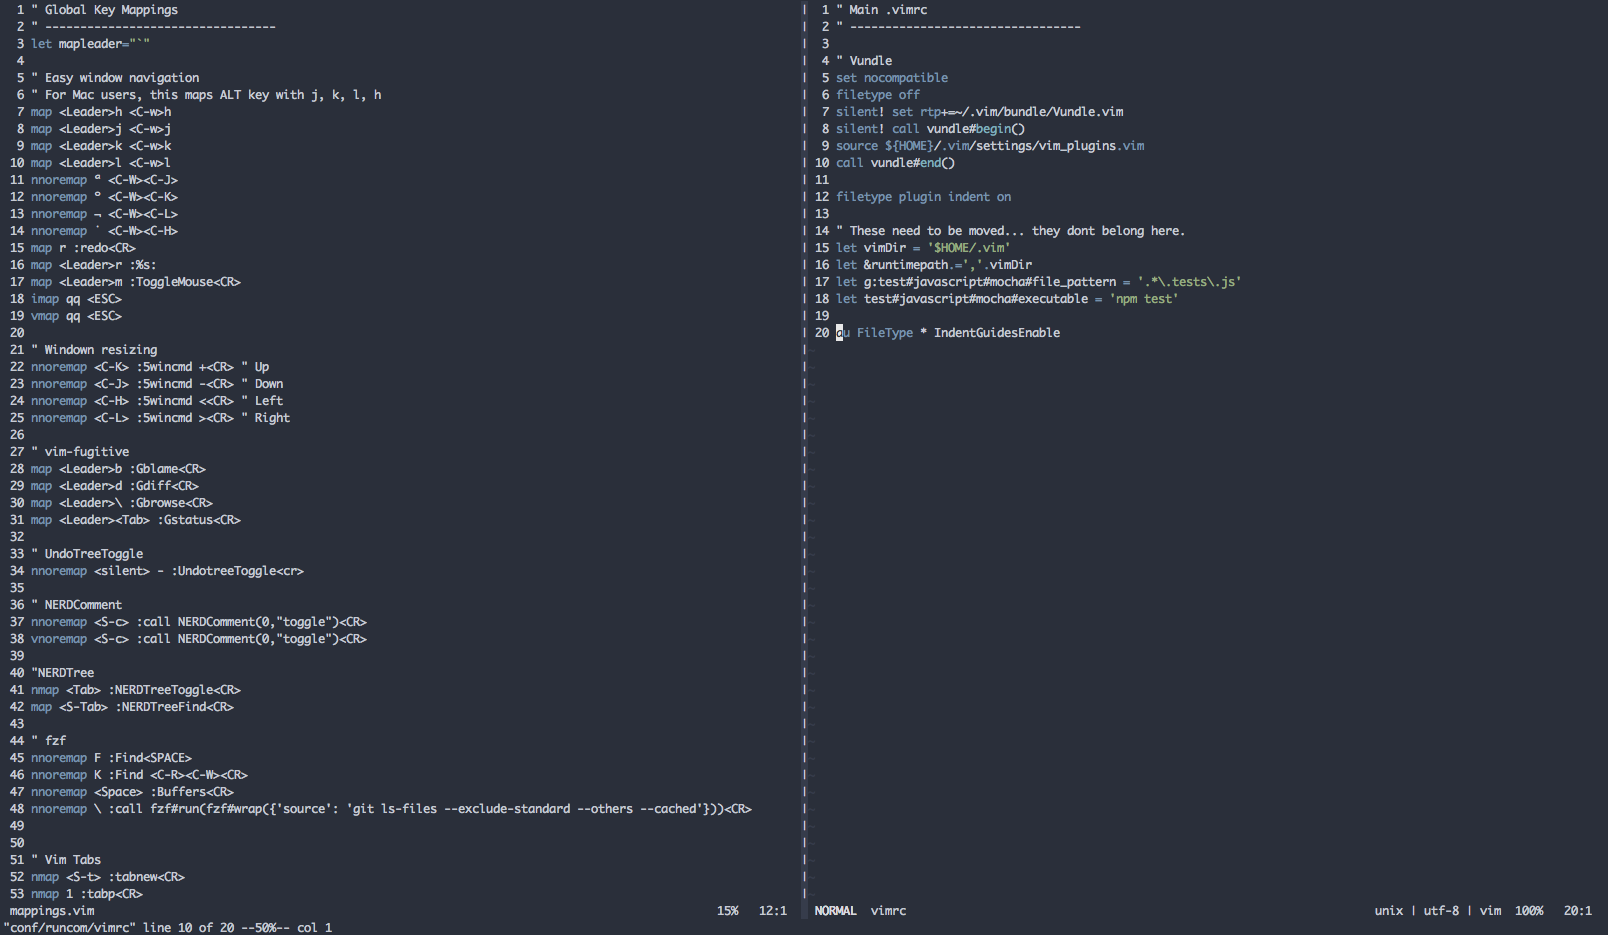 1 " Global Key Mappings
2 " ---------------------------------
3 let mapleader="`"
4
5 " Easy window navigation
6 " For Mac users, this maps ALT key with j, k, l, h
7 map <Leader>h <C-w>h
8 map <Leader>j <C-w>j
9 map <Leader>k <C-w>k
10 map <Leader>l <C-w>l
11 nnoremap ª <C-W><C-J>
12 nnoremap º <C-W><C-K>
13 nnoremap ¬ <C-W><C-L>
14 nnoremap ˙ <C-W><C-H>
15 map r :redo<CR>
16 map <Leader>r :%s:
17 map <Leader>m :ToggleMouse<CR>
18 imap qq <ESC>
19 vmap qq <ESC>
20
21 " Windown resizing
22 nnoremap <C-K> :5wincmd +<CR> " Up
23 nnoremap <C-J> :5wincmd -<CR> " Down
24 nnoremap <C-H> :5wincmd <<CR> " Left
25 nnoremap <C-L> :5wincmd ><CR> " Right
26
27 " vim-fugitive
28 map <Leader>b :Gblame<CR>
29 map <Leader>d :Gdiff<CR>
30 map <Leader>\ :Gbrowse<CR>
31 map <Leader><Tab> :Gstatus<CR>
32
33 " UndoTreeToggle
34 nnoremap <silent> - :UndotreeToggle<cr>
35
36 " NERDComment
37 nnoremap <S-c> :call NERDComment(0,"toggle")<CR>
38 vnoremap <S-c> :call NERDComment(0,"toggle")<CR>
39
40 "NERDTree
41 nmap <Tab> :NERDTreeToggle<CR>
42 map <S-Tab> :NERDTreeFind<CR>
43
44 " fzf
45 nnoremap F :Find<SPACE>
46 nnoremap K :Find <C-R><C-W><CR>
47 nnoremap <Space> :Buffers<CR>
48 nnoremap \ :call fzf#run(fzf#wrap({'source': 'git ls-files --exclude-standard --others --cached'}))<CR>
49
50
51 " Vim Tabs
52 nmap <S-t> :tabnew<CR>
53 nmap 1 :tabp<CR>
mappings.vim 15% 12:1
1 " Main .vimrc
2 " ---------------------------------
3
4 " Vundle
5 set nocompatible
6 filetype off
7 silent! set rtp+=~/.vim/bundle/Vundle.vim
8 silent! call vundle#begin()
9 source ${HOME}/.vim/settings/vim_plugins.vim
10 call vundle#end()
11
12 filetype plugin indent on
13
14 " These need to be moved... they dont belong here.
15 let vimDir = '$HOME/.vim'
16 let &runtimepath.=','.vimDir
17 let g:test#javascript#mocha#file_pattern = '.*\.tests\.js'
18 let test#javascript#mocha#executable = 'npm test'
19
20 au FileType * IndentGuidesEnable
NORMAL vimrc unix | utf-8 | vim 100% 20:1
"conf/runcom/vimrc" line 10 of 20 --50%-- col 1